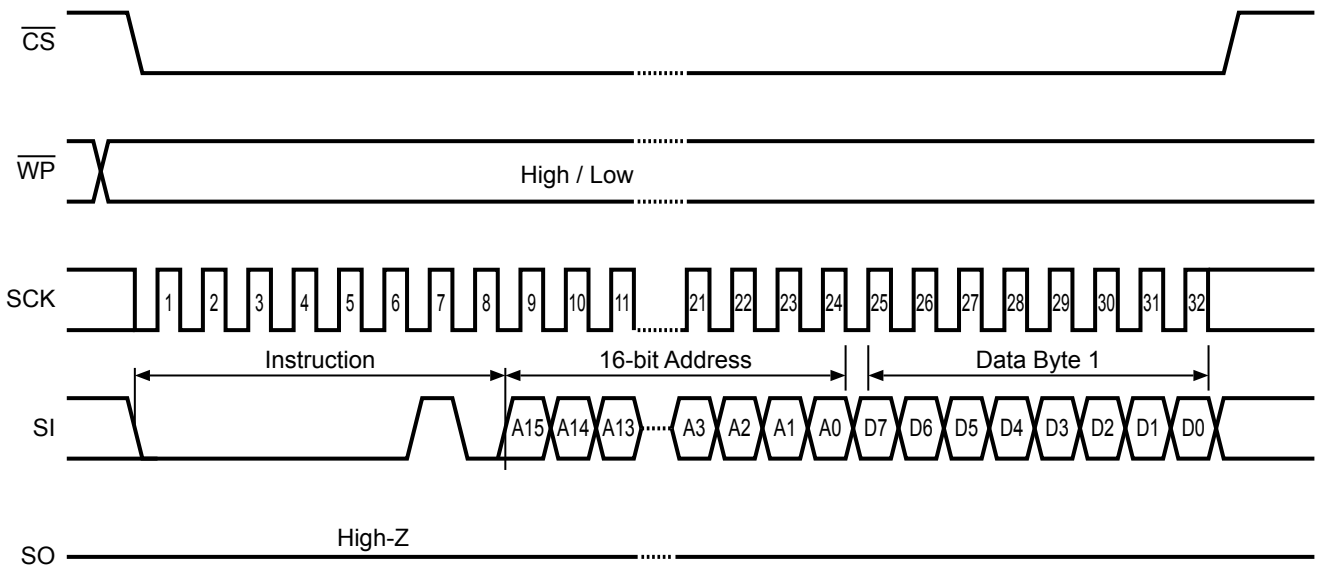 CS
WP
High / Low
SCK
1 2 3 4 5 6 7 8 9 10 11 21 22 23 24 25 26 27 28 29 30 31 32
Instruction 16-bit Address Data Byte 1
SI
A15 A14 A13 A3 A2 A1 A0 D7 D6 D5 D4 D3 D2 D1 D0
High-Z
SO